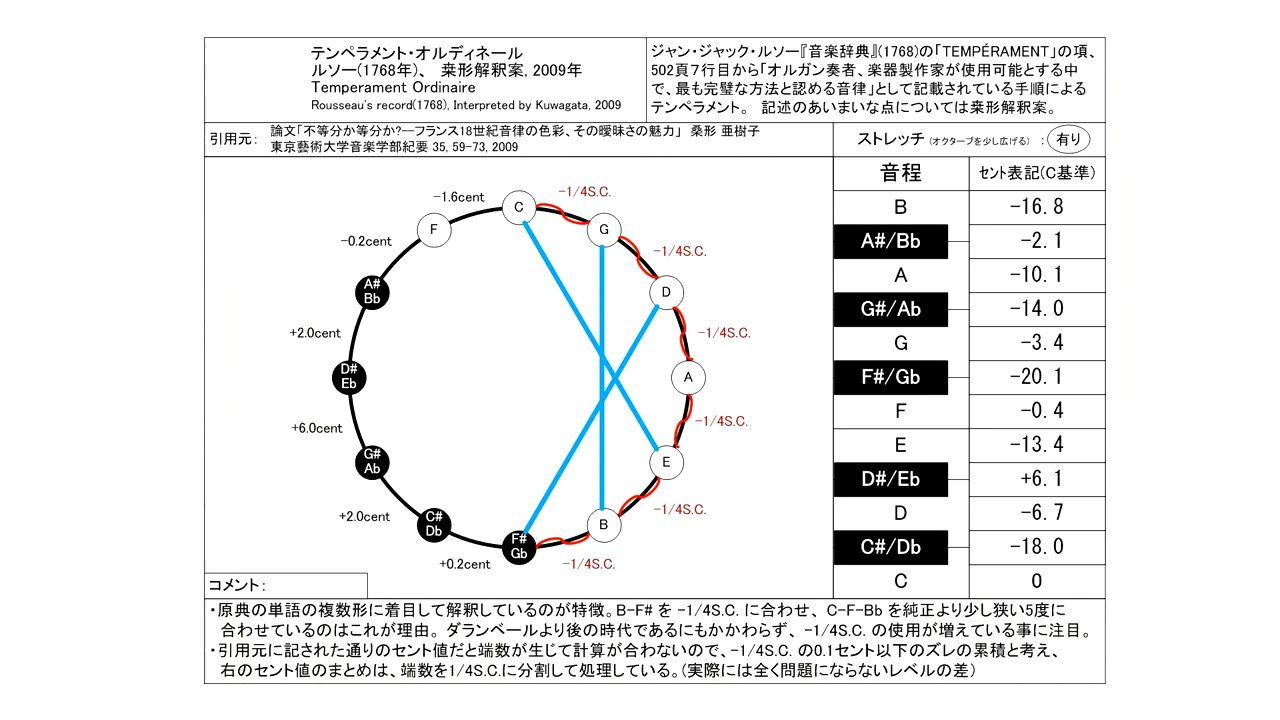 テンペラメント・オルディネール
ルソー(1768年)、 桒形解釈案, 2009年
Temperament Ordinaire
Rousseau's record(1768), Interpreted by Kuwagata, 2009
ジャン・ジャック・ルソー『音楽辞典』(1768)の「TEMPÉRAMENT」の項、
502頁7行目から「オルガン奏者、楽器製作家が使用可能とする中
で、最も完璧な方法と認める音律」として記載されている手順による
テンペラメント。 記述のあいまいな点については桒形解釈案。
引用元:
論文「不等分か等分か?--フランス18世紀音律の色彩、その曖昧さの魅力」 桑形 亜樹子
東京藝術大学音楽学部紀要 35, 59-73, 2009
ストレッチ (オクターブを少し広げる) : 有り
音程
セント表記(C基準)
B -16.8
A#/Bb -2.1
A -10.1
G#/Ab -14.0
G -3.4
F#/Gb -20.1
F -0.4
E -13.4
D#/Eb +6.1
D -6.7
C#/Db -18.0
C 0
-1.6cent
-1/4S.C.
C
F
G
-0.2cent
-1/4S.C.
A#
Bb
D
+2.0cent
-1/4S.C.
D#
Eb
A
+6.0cent
-1/4S.C.
G#
Ab
E
+2.0cent
-1/4S.C.
C#
Db
B
F#
Gb
+0.2cent
-1/4S.C.
コメント:
・原典の単語の複数形に着目して解釈しているのが特徴。B-F# を -1/4S.C. に合わせ、 C-F-Bb を純正より少し狭い5度に
合わせているのはこれが理由。 ダランベールより後の時代であるにもかかわらず、 -1/4S.C. の使用が増えている事に注目。
・引用元に記された通りのセント値だと端数が生じて計算が合わないので、-1/4S.C. の0.1セント以下のズレの累積と考え、
右のセント値のまとめは、端数を1/4S.C.に分割して処理している。(実際には全く問題にならないレベルの差)